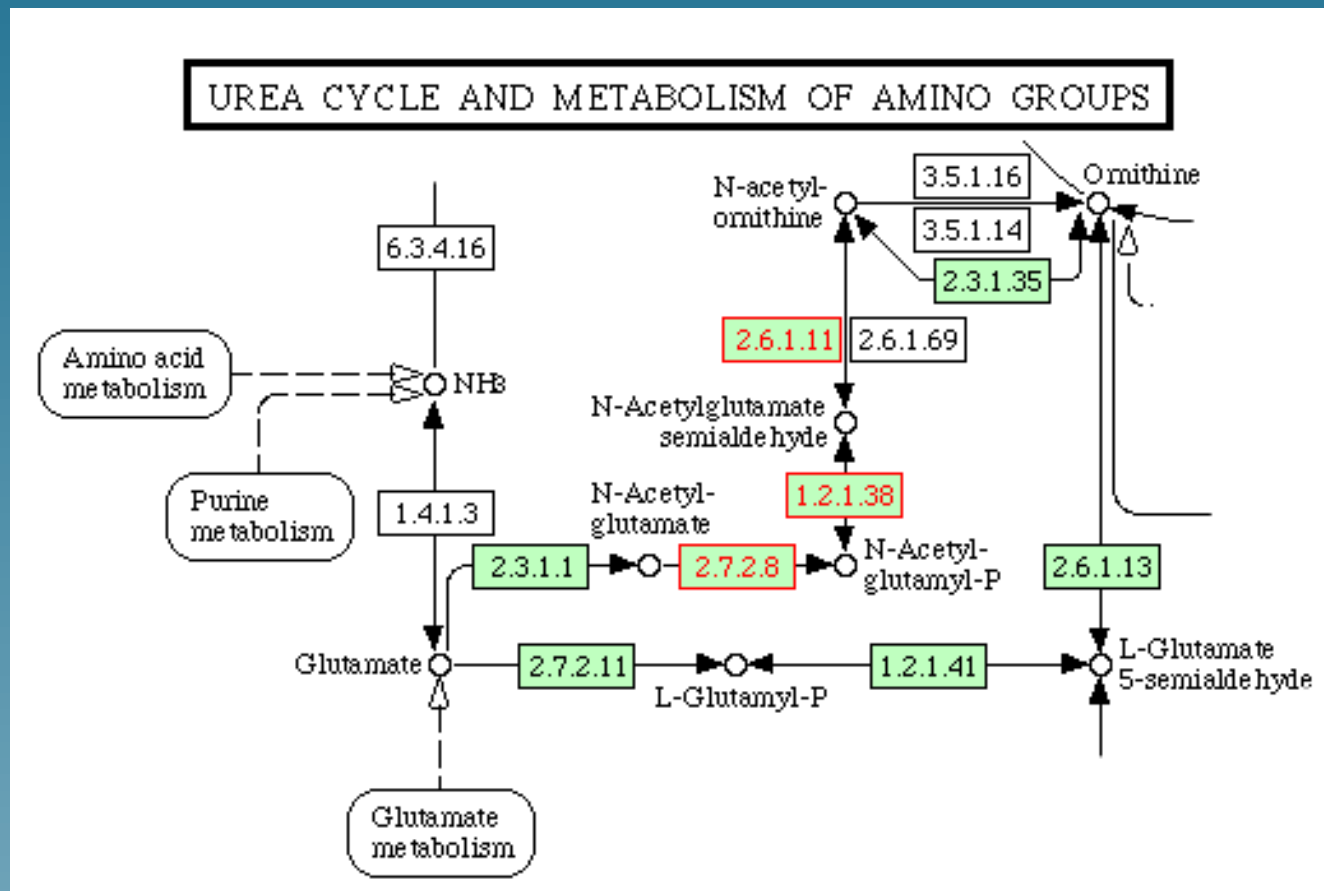 UREA CYCLE AND METABOLISM OF AMINO GROUPS
N-acetyl-
ornithine
3.5.1.16
Ornithine
3.5.1.14
6.3.4.16
2.3.1.35
2.6.1.11
2.6.1.69
Amino acid
metabolism
NH3
N-Acetylglutamate
semialdehyde
Purine
metabolism
1.4.1.3
N-Acetyl-
glutamate
1.2.1.38
2.3.1.1
2.7.2.8
N-Acetyl-
glutamyl-P
2.6.1.13
Glutamate
2.7.2.11
L-Glutamyl-P
1.2.1.41
L-Glutamate
5-semialdehyde
Glutamate
metabolism